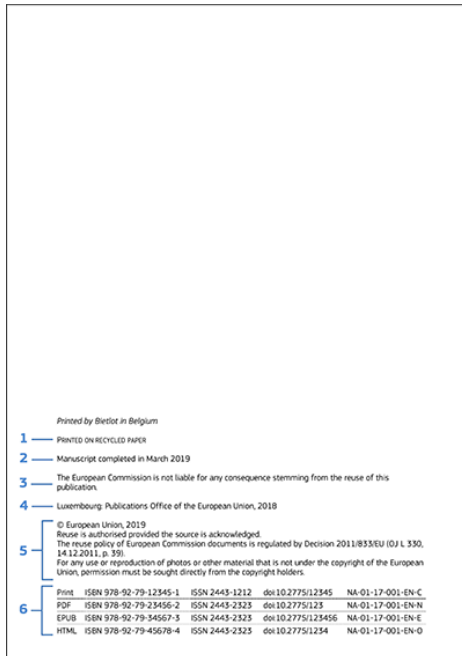 Printed by Bietlot in Belgium
1 PRINTED ON RECYCLED PAPER
2 Manuscript completed in March 2019
3 The European Commission is not liable for any consequence stemming from the reuse of this
publication.
4 Luxembourg: Publications Office of the European Union, 2018
© European Union, 2019
Reuse is authorised provided the source is acknowledged.
The reuse policy of European Commission documents is regulated by Decision 2011/833/EU (OJ L 330,
5 14.12.2011, p. 39).
For any use or reproduction of photos or other material that is not under the copyright of the European
Union, permission must be sought directly from the copyright holders.
Print ISBN 978-92-79-12345-1 ISSN 2443-1212 doi:10.2775/12345 NA-01-17-001-EN-C
6 PDF ISBN 978-92-79-23456-2 ISSN 2443-2323 doi:10.2775/123 NA-01-17-001-EN-N
EPUB ISBN 978-92-79-34567-3 ISSN 2443-2323 doi:10.2775/123456 NA-01-17-001-EN-E
HTML ISBN 978-92-79-45678-4 ISSN 2443-2323 doi:10.2775/1234 NA-01-17-001-EN-O